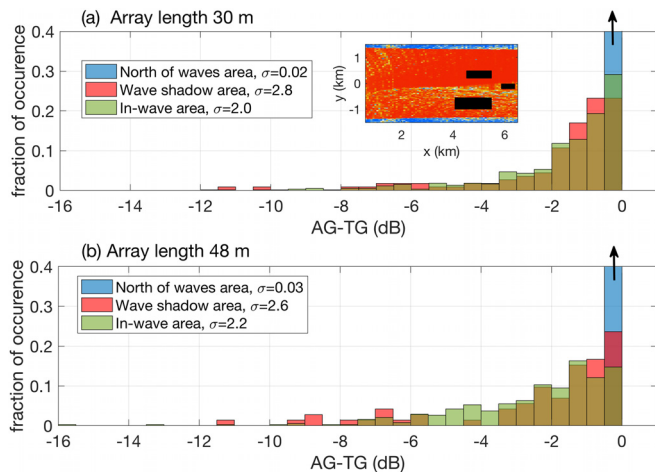 (a) Array length 30 m
0.4
0.3
0.2
0.1
0
fraction of occurence
North of waves area, σ=0.02
Wave shadow area, σ=2.8
In-wave area, σ=2.0
y (km)
1
0
-1
2 4 6
x (km)
-16 -14 -12 -10 -8 -6 -4 -2 0
AG-TG (dB)
(b) Array length 48 m
0.4
0.3
0.2
0.1
0
fraction of occurence
North of waves area, σ=0.03
Wave shadow area, σ=2.6
In-wave area, σ=2.2
-16 -14 -12 -10 -8 -6 -4 -2 0
AG-TG (dB)